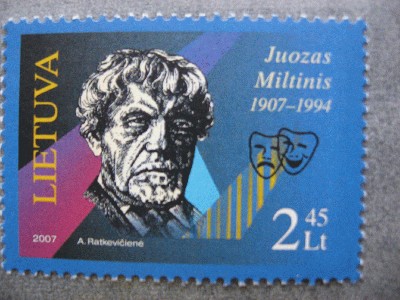 LIETUVA
Juozas
Miltinis
1907–1994
2 45 Lt
2007
A. Ratkevičienė